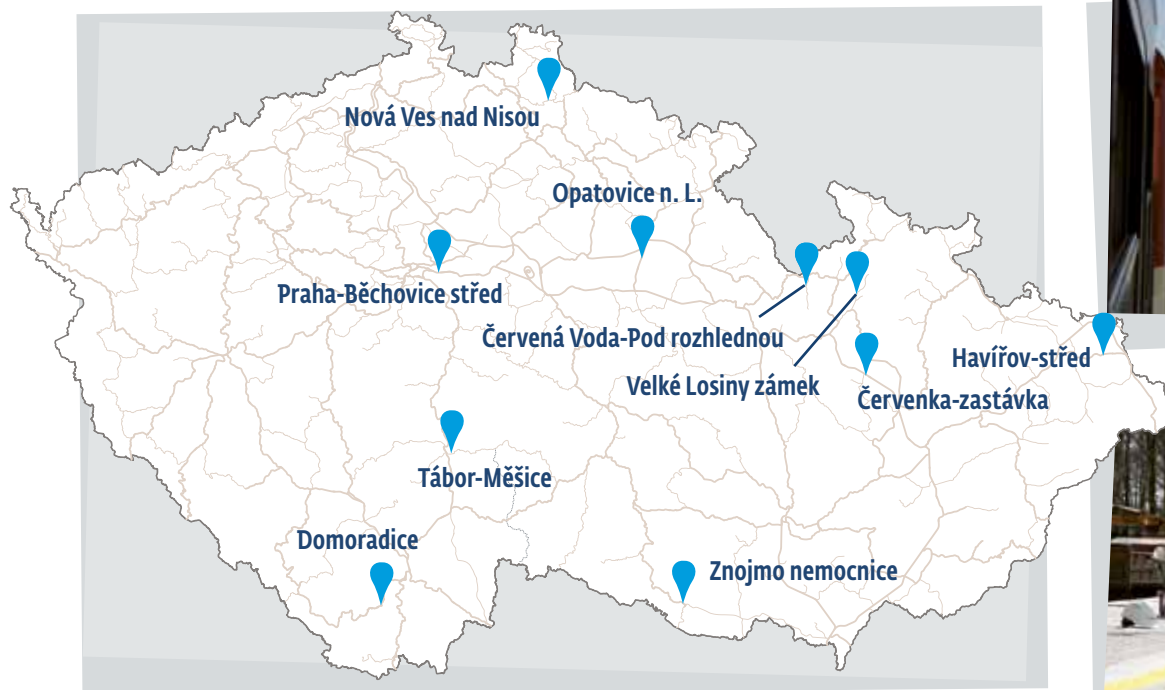 Nová Ves nad Nisou
Opatovice n. L.
Praha-Běchovice střed
Červená Voda-Pod rozhlednou
Havířov-střed
Velké Losiny zámek
Červenka-zastávka
Tábor-Měšice
Domoradice
Znojmo nemocnice